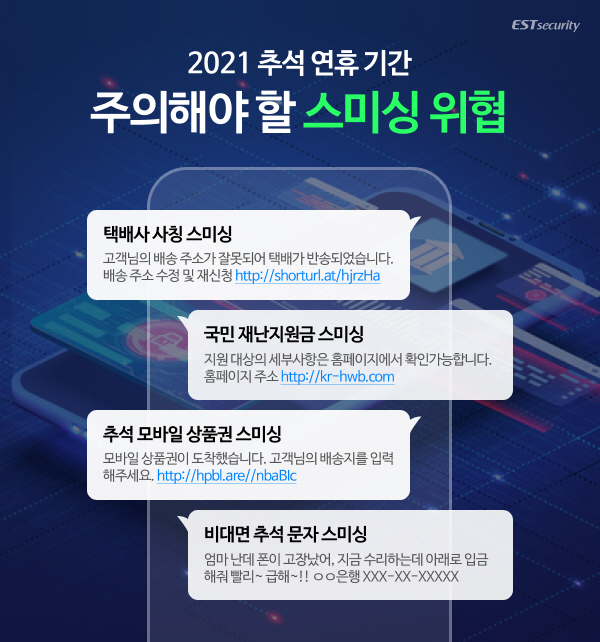 ESTsecurity
2021 추석 연휴 기간
주의해야 할 스미싱 위협
택배사 사칭 스미싱
고객님의 배송 주소가 잘못되어 택배가 반송되었습니다.
배송 주소 수정 및 재신청 http://shorturl.at/hjrzHa
국민 재난지원금 스미싱
지원 대상의 세부사항은 홈페이지에서 확인가능합니다.
홈페이지 주소 http://kr-hwb.com
추석 모바일 상품권 스미싱
모바일 상품권이 도착했습니다. 고객님의 배송지를 입력
해주세요. http://hpbl.are//nbaBIc
비대면 추석 문자 스미싱
엄마 난데 폰이 고장났어, 지금 수리하는데 아래로 입금
해줘 빨리~ 급해~!! ㅇㅇ은행 XXX-XX-XXXXX